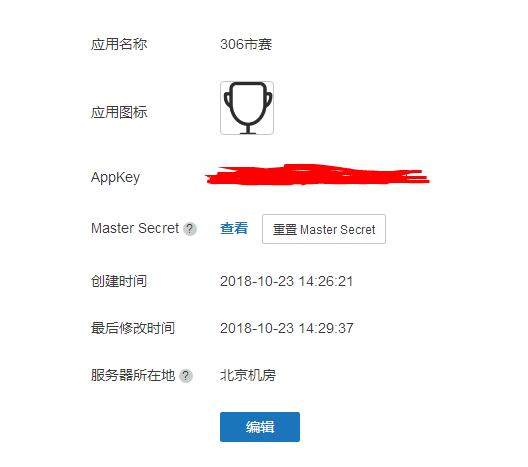 应用名称 306市赛
应用图标
AppKey
Master Secret ? 查看 重置 Master Secret
创建时间 2018-10-23 14:26:21
最后修改时间 2018-10-23 14:29:37
服务器所在地 ? 北京机房
编辑